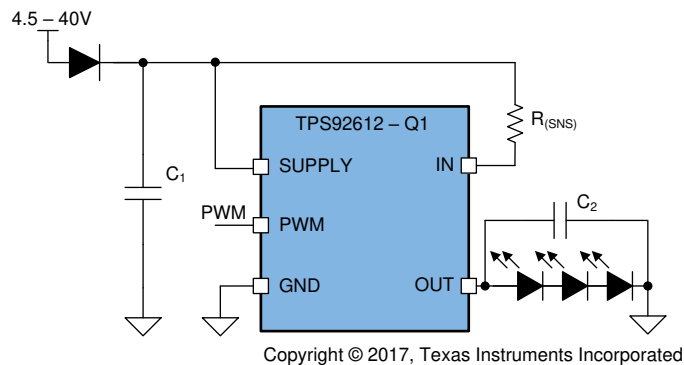 4.5 – 40V
TPS92612 – Q1
R(SNS)
SUPPLY
IN
C1
C2
PWM
PWM
GND
OUT
Copyright © 2017, Texas Instruments Incorporated